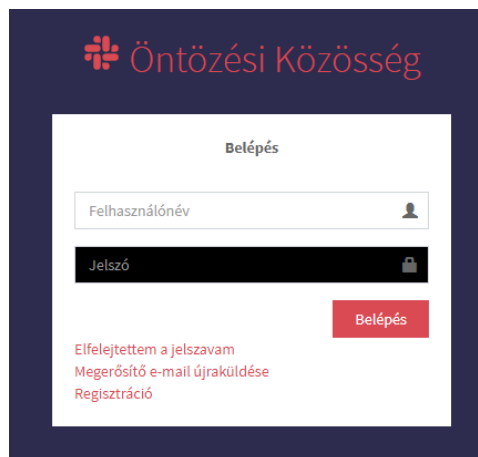 Öntözési Közösség
Belépés
Felhasználónév
Jelszó
Belépés
Elfelejtettem a jelszavam
Megerősítő e-mail újraküldése
Regisztráció